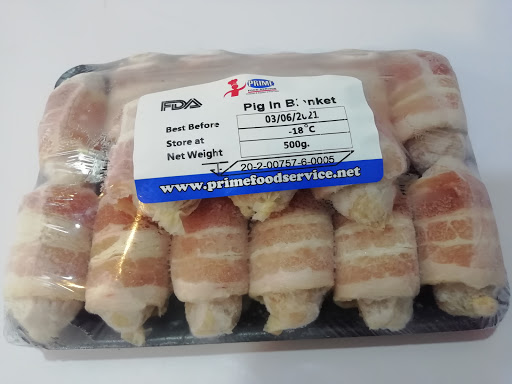 PRIME
FDA
Pig In Blanket
Best Before 03/06/2021
Store at -18°C
Net Weight 500g.
20-2-00757-6-0005
www.primefoodservice.net